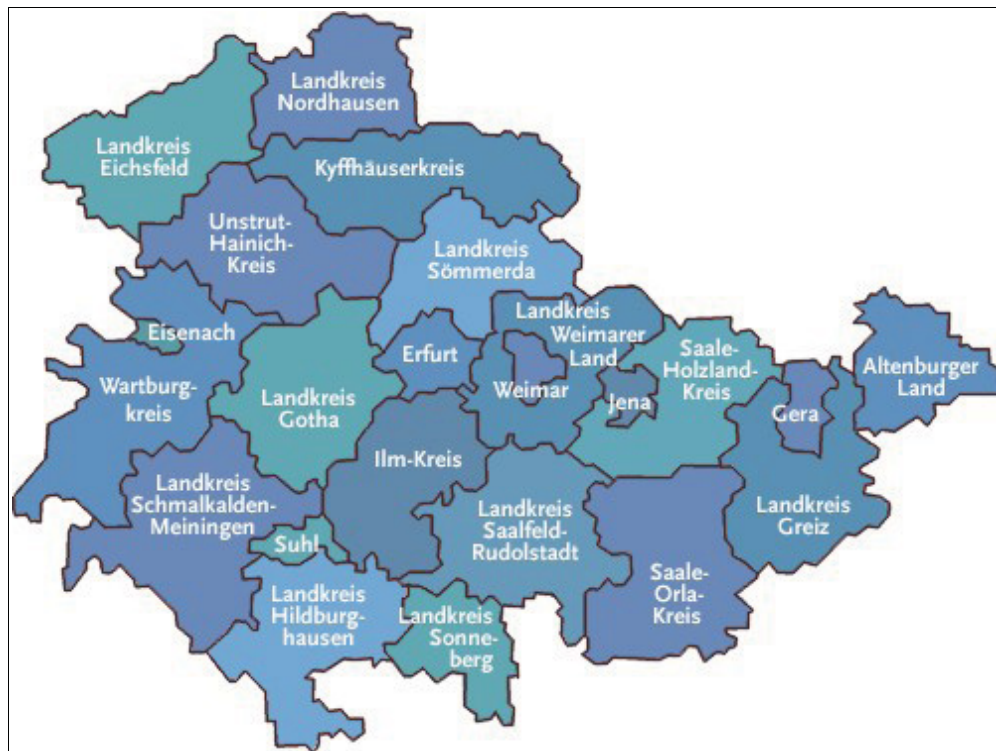 Landkreis
Nordhausen
Landkreis
Eichsfeld
Kyffhäuserkreis
Unstrut-
Hainich-
Kreis
Landkreis
Sömmerda
Landkreis
Weimarer
Land
Eisenach
Erfurt
Saale-
Holzland-
Kreis
Altenburger
Land
Wartburg-
kreis
Landkreis
Gotha
Weimar
Jena
Gera
Ilm-Kreis
Landkreis
Schmalkalden-
Meiningen
Landkreis
Saalfeld-
Rudolstadt
Landkreis
Greiz
Suhl
Saale-
Orla-
Kreis
Landkreis
Hildburg-
hausen
Landkreis
Sonne-
berg